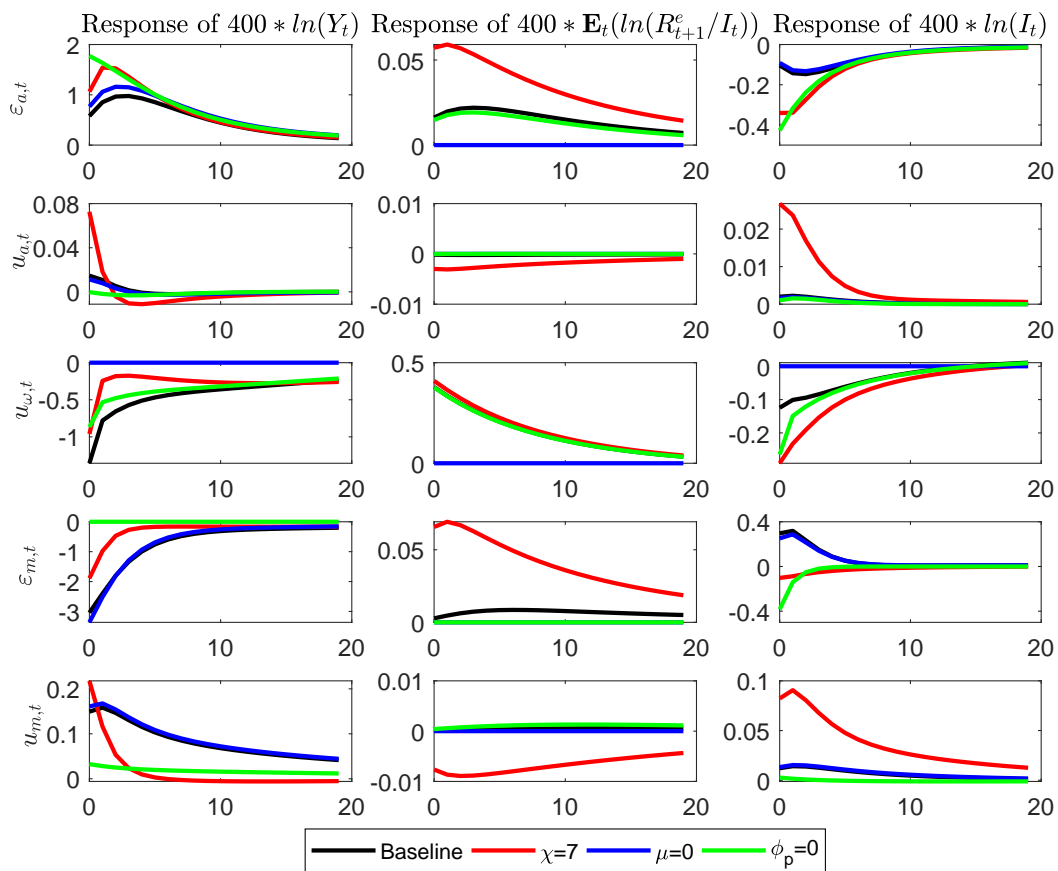 Response of 400 ∗ ln(Y_t) Response of 400 ∗ E_t(ln(R^e_{t+1}/I_t)) Response of 400 ∗ ln(I_t)
ε_{a,t}
2
1
0
0 10 20
0.05
0
0 10 20
0
-0.2
-0.4
0 10 20
u_{a,t}
0.08
0.04
0
0 10 20
0.01
0
-0.01
0 10 20
0.02
0.01
0
0 10 20
u_{ω,t}
0
-0.5
-1
0 10 20
0.5
0
0 10 20
0
-0.1
-0.2
0 10 20
ε_{m,t}
0
-1
-2
-3
0 10 20
0.05
0
0 10 20
0.4
0
-0.4
0 10 20
u_{m,t}
0.2
0.1
0
0 10 20
0.01
0
-0.01
0 10 20
0.1
0.05
0
0 10 20
Baseline χ=7 μ=0 ϕ_p=0